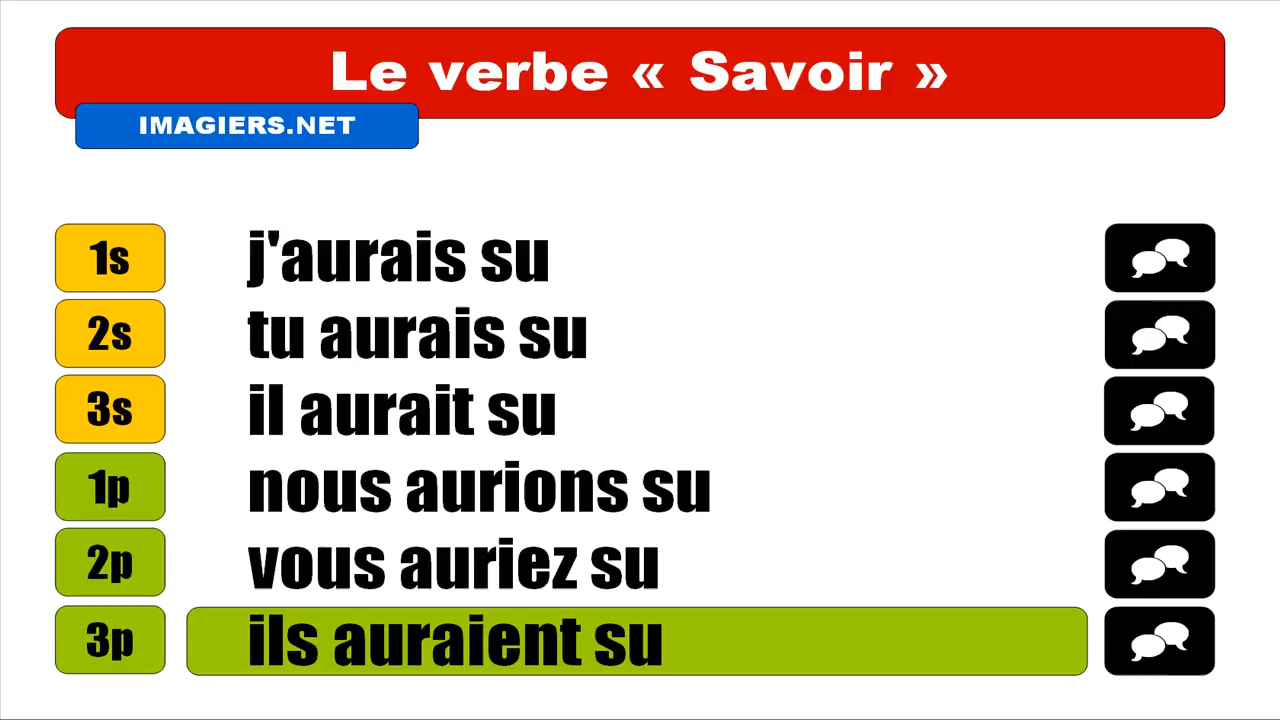 Le verbe « Savoir »
IMAGIERS.NET
1s j'aurais su
2s tu aurais su
3s il aurait su
1p nous aurions su
2p vous auriez su
3p ils auraient su